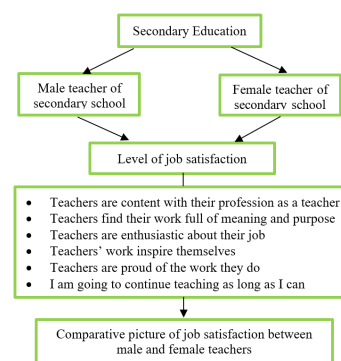 Secondary Education
Male teacher of
secondary school
Female teacher of
secondary school
Level of job satisfaction
• Teachers are content with their profession as a teacher
• Teachers find their work full of meaning and purpose
• Teachers are enthusiastic about their job
• Teachers’ work inspire themselves
• Teachers are proud of the work they do
• I am going to continue teaching as long as I can
Comparative picture of job satisfaction between
male and female teachers